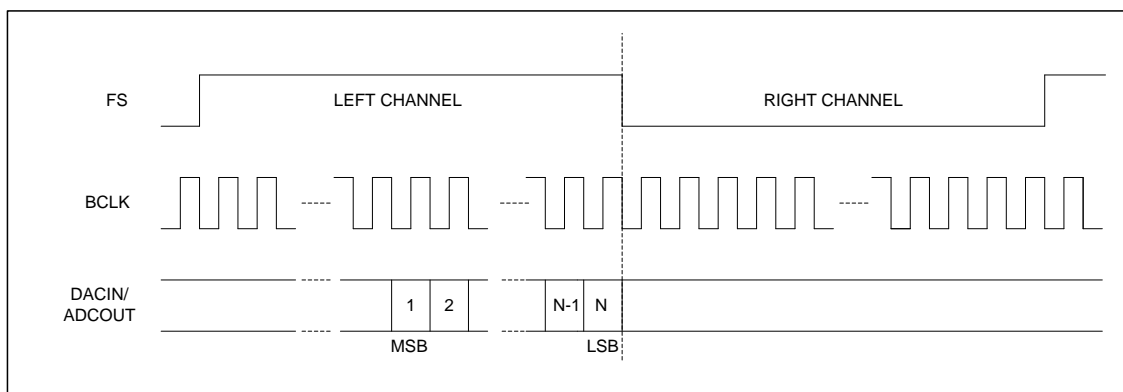 FS
LEFT CHANNEL
RIGHT CHANNEL
BCLK
DACIN/
ADCOUT
1
2
N-1
N
MSB
LSB